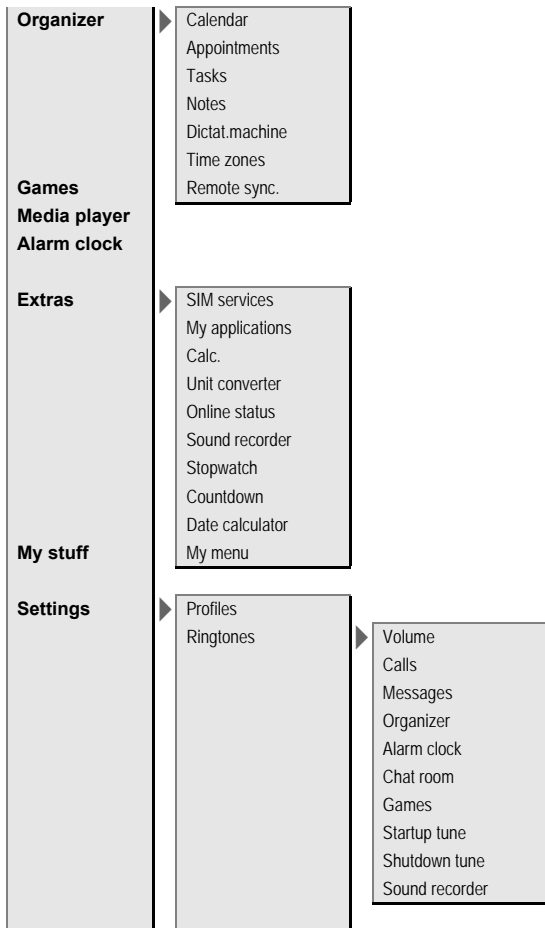 Organizer
Calendar
Appointments
Tasks
Notes
Dictat.machine
Time zones
Games
Remote sync.
Media player
Alarm clock
Extras
SIM services
My applications
Calc.
Unit converter
Online status
Sound recorder
Stopwatch
Countdown
Date calculator
My stuff
My menu
Settings
Profiles
Ringtones
Volume
Calls
Messages
Organizer
Alarm clock
Chat room
Games
Startup tune
Shutdown tune
Sound recorder